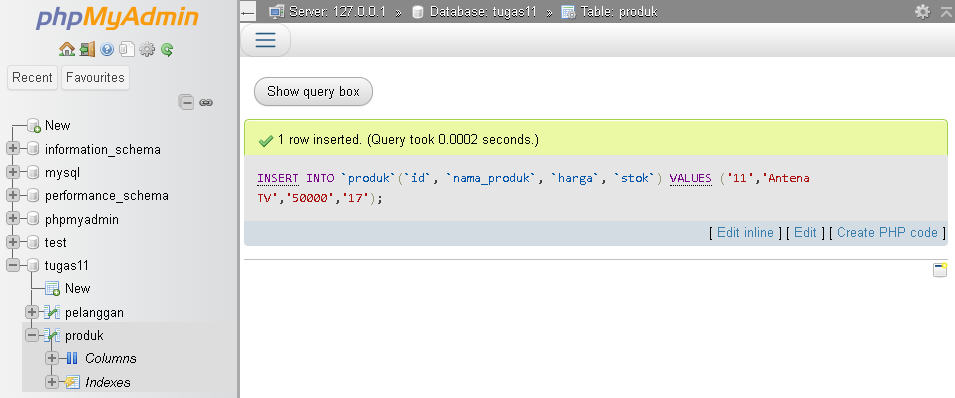 phpMyAdmin
Recent Favourites
New
information_schema
mysql
performance_schema
phpmyadmin
test
tugas11
New
pelanggan
produk
Columns
Indexes
Server: 127.0.0.1 » Database: tugas11 » Table: produk
Show query box
1 row inserted. (Query took 0.0002 seconds.)
INSERT INTO `produk`(`id`, `nama_produk`, `harga`, `stok`) VALUES ('11','Antena
TV','50000','17');
[ Edit inline ] [ Edit ] [ Create PHP code ]